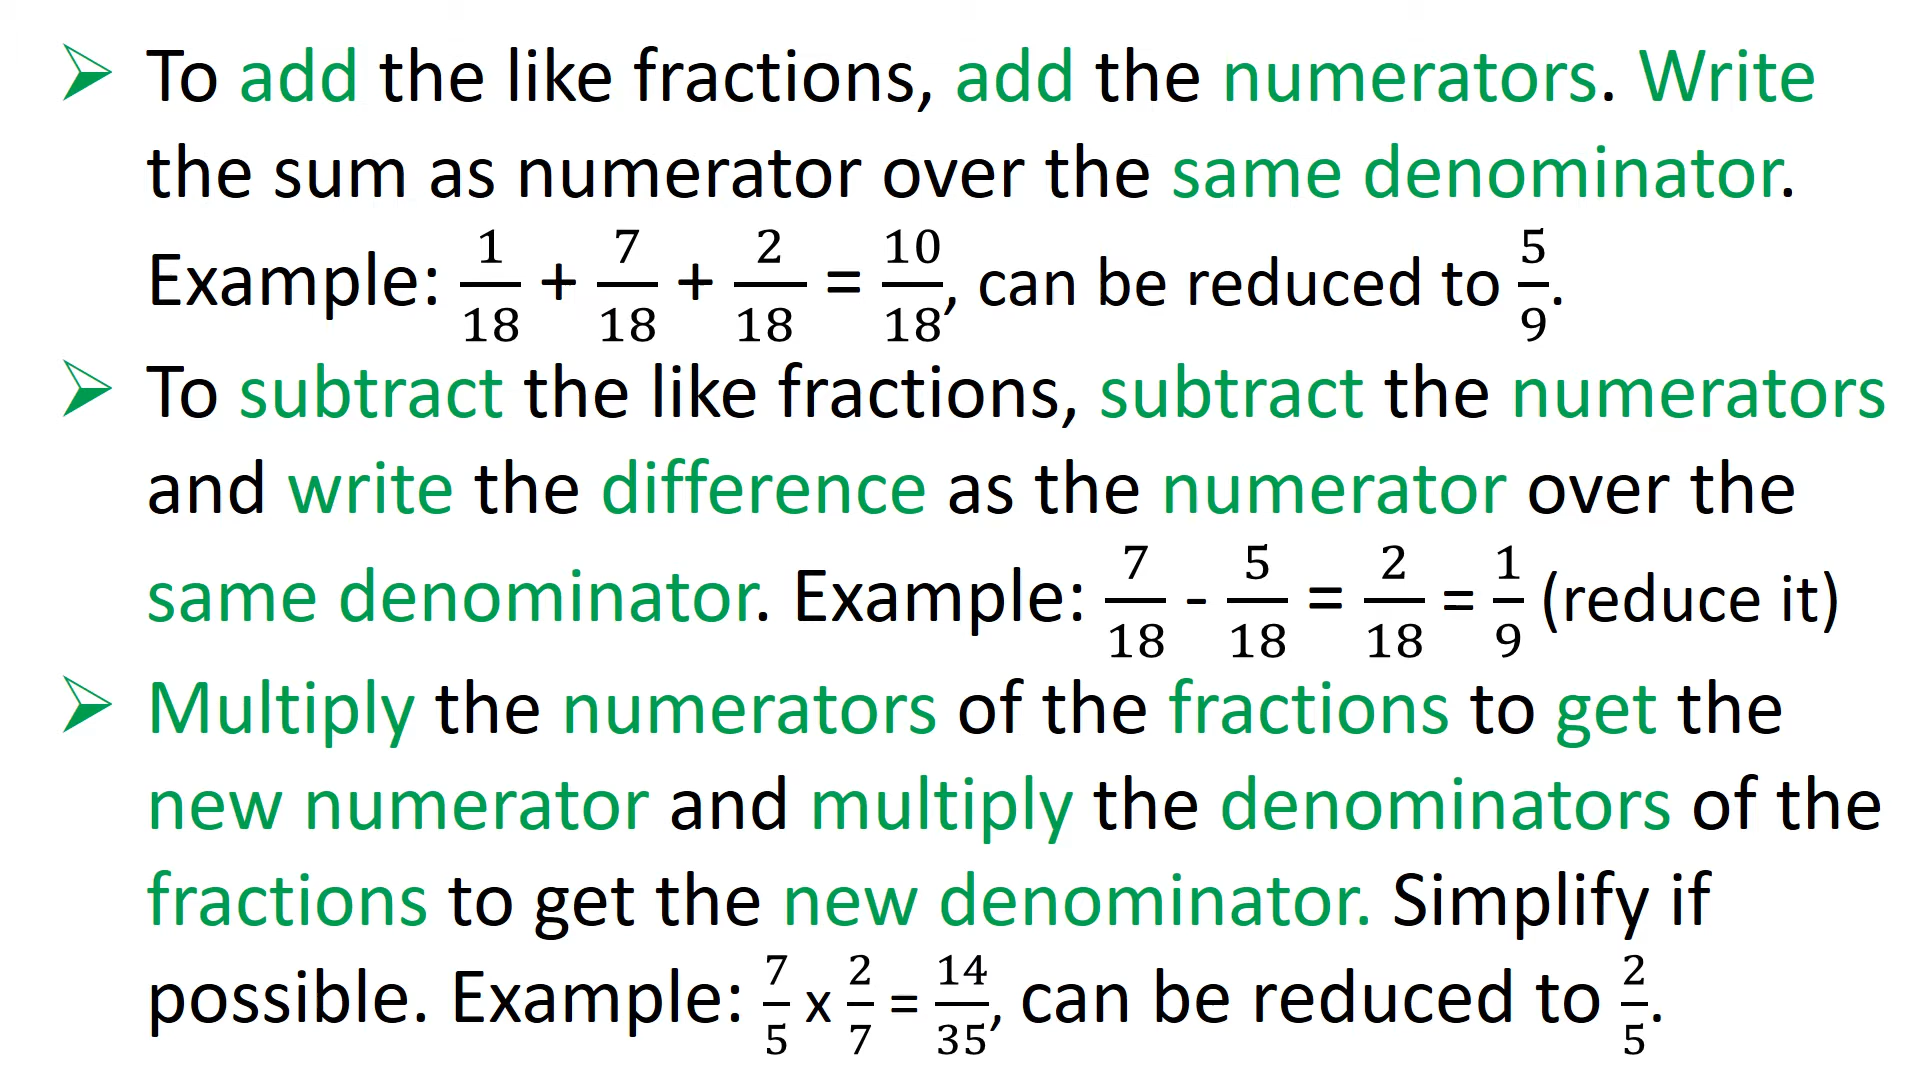 ➢ To add the like fractions, add the numerators. Write
the sum as numerator over the same denominator.
Example: 1/18 + 7/18 + 2/18 = 10/18, can be reduced to 5/9.
➢ To subtract the like fractions, subtract the numerators
and write the difference as the numerator over the
same denominator. Example: 7/18 - 5/18 = 2/18 = 1/9 (reduce it)
➢ Multiply the numerators of the fractions to get the
new numerator and multiply the denominators of the
fractions to get the new denominator. Simplify if
possible. Example: 7/5 x 2/7 = 14/35, can be reduced to 2/5.